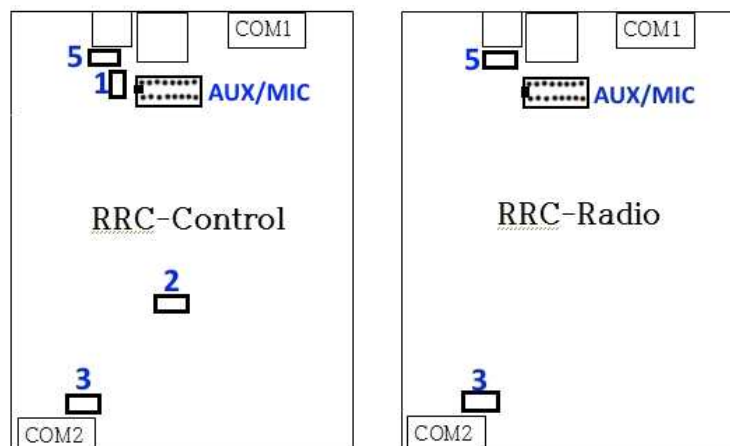 COM1
5
1
AUX/MIC
RRC-Control
2
3
COM2
COM1
5
AUX/MIC
RRC-Radio
3
COM2